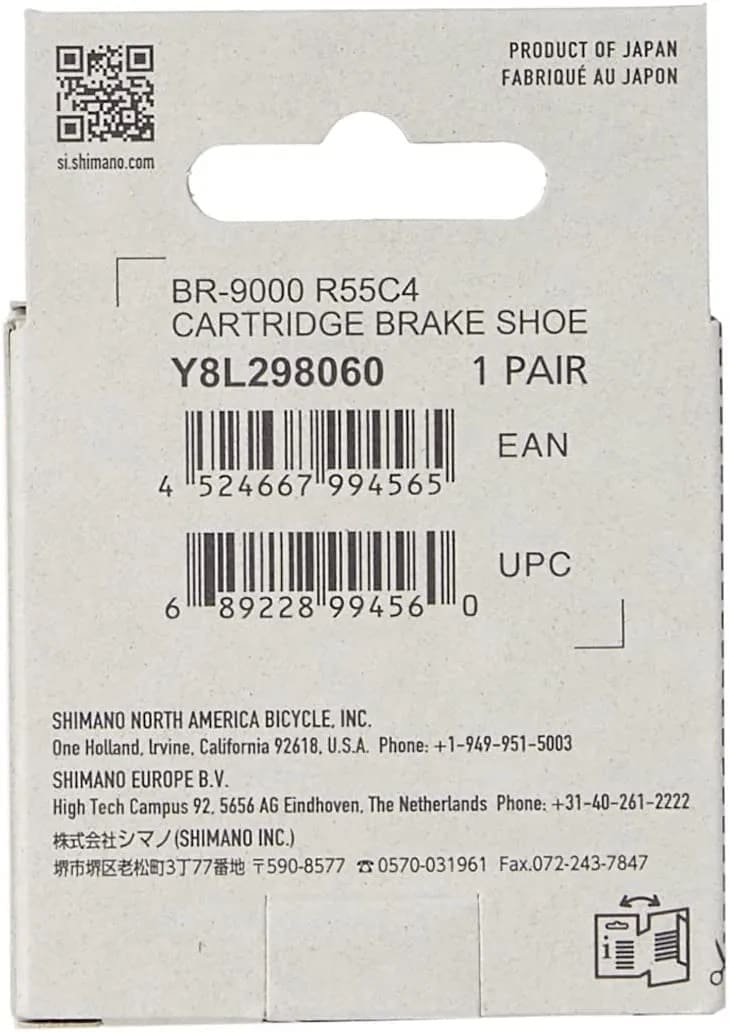 PRODUCT OF JAPAN
FABRIQUÉ AU JAPON
si.shimano.com
BR-9000 R55C4
CARTRIDGE BRAKE SHOE
Y8L298060 1 PAIR
EAN
4 524667 994565
UPC
6 89228 99456 0
SHIMANO NORTH AMERICA BICYCLE, INC.
One Holland, Irvine, California 92618, U.S.A. Phone: +1-949-951-5003
SHIMANO EUROPE B.V.
High Tech Campus 92, 5656 AG Eindhoven, The Netherlands Phone: +31-40-261-2222
株式会社シマノ(SHIMANO INC.)
堺市堺区老松町3丁77番地 〒590-8577 ☎0570-031961 Fax.072-243-7847
i